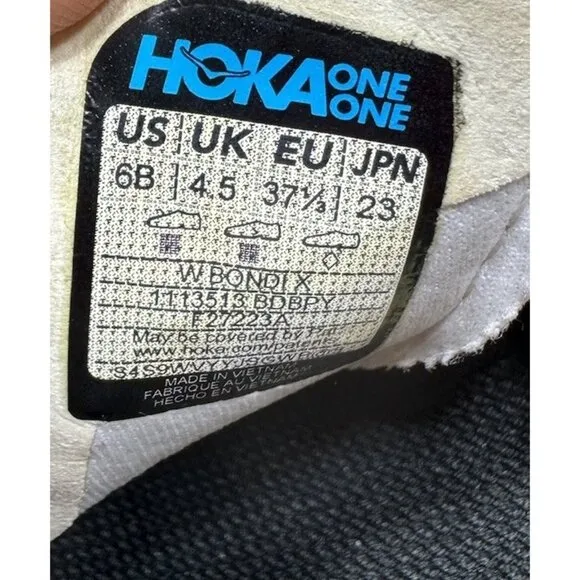 HOKA ONE ONE
US UK EU JPN
6B 4.5 37⅓ 23
W BONDI X
1113513 BDBPY
F27223A
May be covered by
www.hoka.com/patents
MADE IN VIETNAM
FABRIQUE AU VIETNAM
HECHO EN VIETNAM